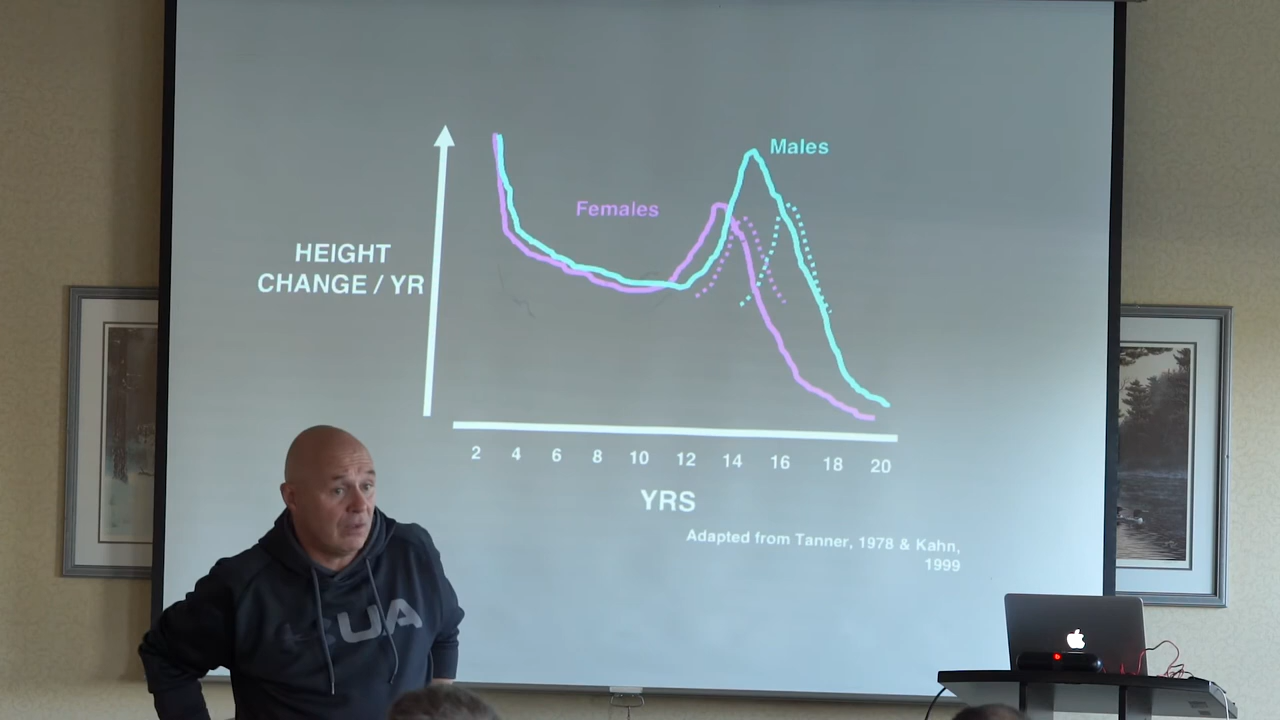 Males
Females
HEIGHT
CHANGE / YR
2 4 6 8 10 12 14 16 18 20
YRS
Adapted from Tanner, 1978 & Kahn,
1999
UA